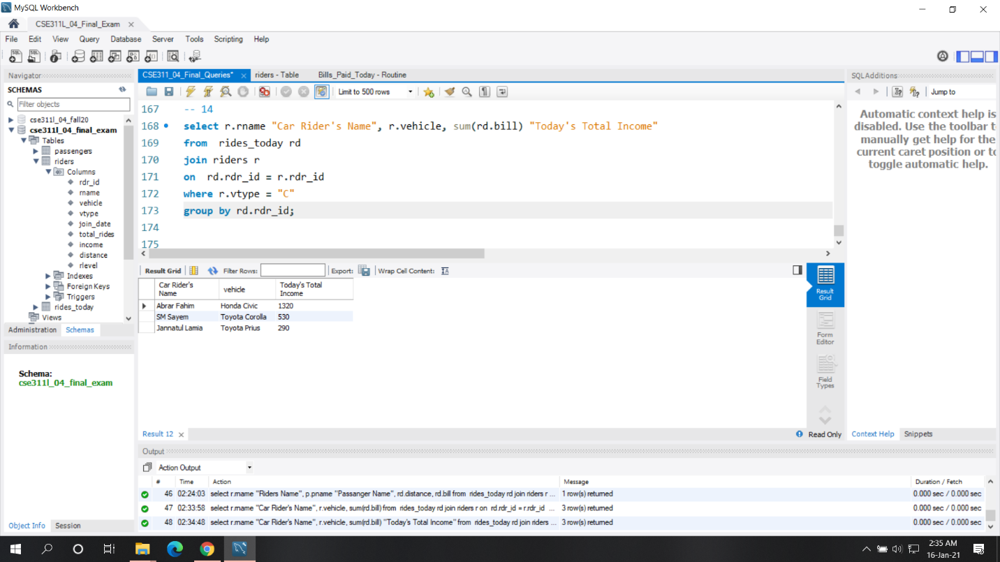 MySQL Workbench
CSE311L_04_Final_Exam
File Edit View Query Database Server Tools Scripting Help
Navigator
SCHEMAS
Filter objects
cse311l_04_fall20
cse311l_04_final_exam
Tables
passengers
riders
Columns
rdr_id
rname
vehicle
vtype
join_date
total_rides
income
distance
rlevel
Indexes
Foreign Keys
Triggers
rides_today
Views
Administration Schemas
Information
Schema:
cse311l_04_final_exam
Object Info Session
CSE311_04_Final_Queries* riders - Table Bills_Paid_Today - Routine
Limit to 500 rows
167 -- 14
168 select r.rname "Car Rider's Name", r.vehicle, sum(rd.bill) "Today's Total Income"
169 from rides_today rd
170 join riders r
171 on rd.rdr_id = r.rdr_id
172 where r.vtype = "C"
173 group by rd.rdr_id;
174
175
Result Grid Filter Rows: Export: Wrap Cell Content:
Car Rider's Name vehicle Today's Total Income
Abrar Fahim Honda Civic 1320
SM Sayem Toyota Corolla 530
Jannatul Lamia Toyota Prius 290
Result Grid
Form Editor
Field Types
Result 12
Read Only
SQLAdditions
Jump to
Automatic context help is
disabled. Use the toolbar t
manually get help for the
current caret position or to
toggle automatic help.
Context Help Snippets
Output
Action Output
# Time Action Message Duration / Fetch
46 02:24:03 select r.rname "Riders Name", p.pname "Passanger Name", rd.distance, rd.bill from rides_today rd join riders r ... 1 row(s) returned 0.000 sec / 0.000 sec
47 02:33:58 select r.rname "Car Rider's Name", r.vehicle, sum(rd.bill) from rides_today rd join riders r on rd.rdr_id = r.rdr_id ... 3 row(s) returned 0.000 sec / 0.000 sec
48 02:34:48 select r.rname "Car Rider's Name", r.vehicle, sum(rd.bill) "Today's Total Income" from rides_today rd join riders ... 3 row(s) returned 0.000 sec / 0.000 sec
2:35 AM
16-Jan-21